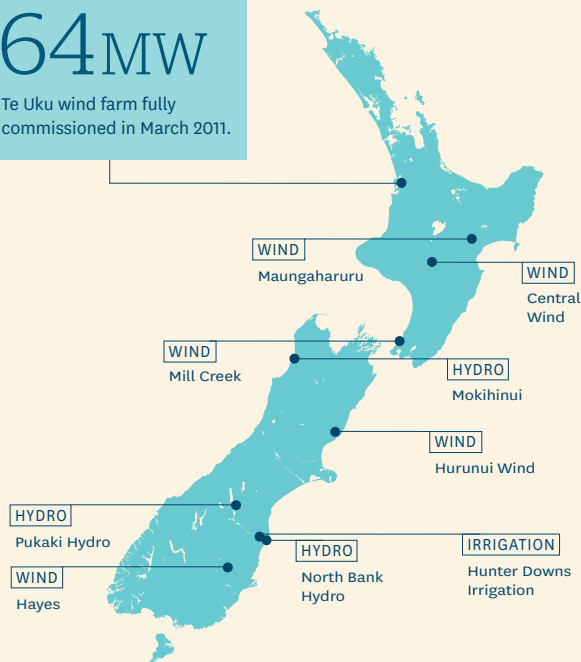 64MW
Te Uku wind farm fully
commissioned in March 2011.
WIND
Maungaharuru
WIND
Central
Wind
WIND
Mill Creek
HYDRO
Mokihinui
WIND
Hurunui Wind
HYDRO
Pukaki Hydro
HYDRO
North Bank
Hydro
IRRIGATION
Hunter Downs
Irrigation
WIND
Hayes